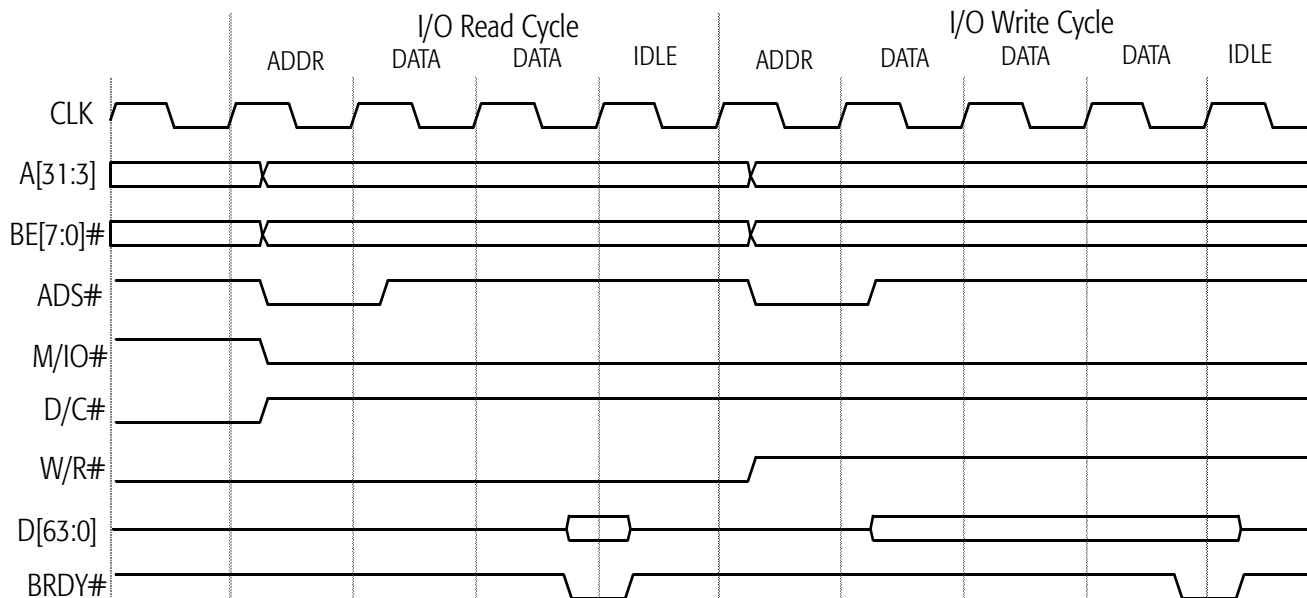 I/O Read Cycle I/O Write Cycle
ADDR DATA DATA IDLE ADDR DATA DATA DATA IDLE
CLK
A[31:3]
BE[7:0]#
ADS#
M/IO#
D/C#
W/R#
D[63:0]
BRDY#